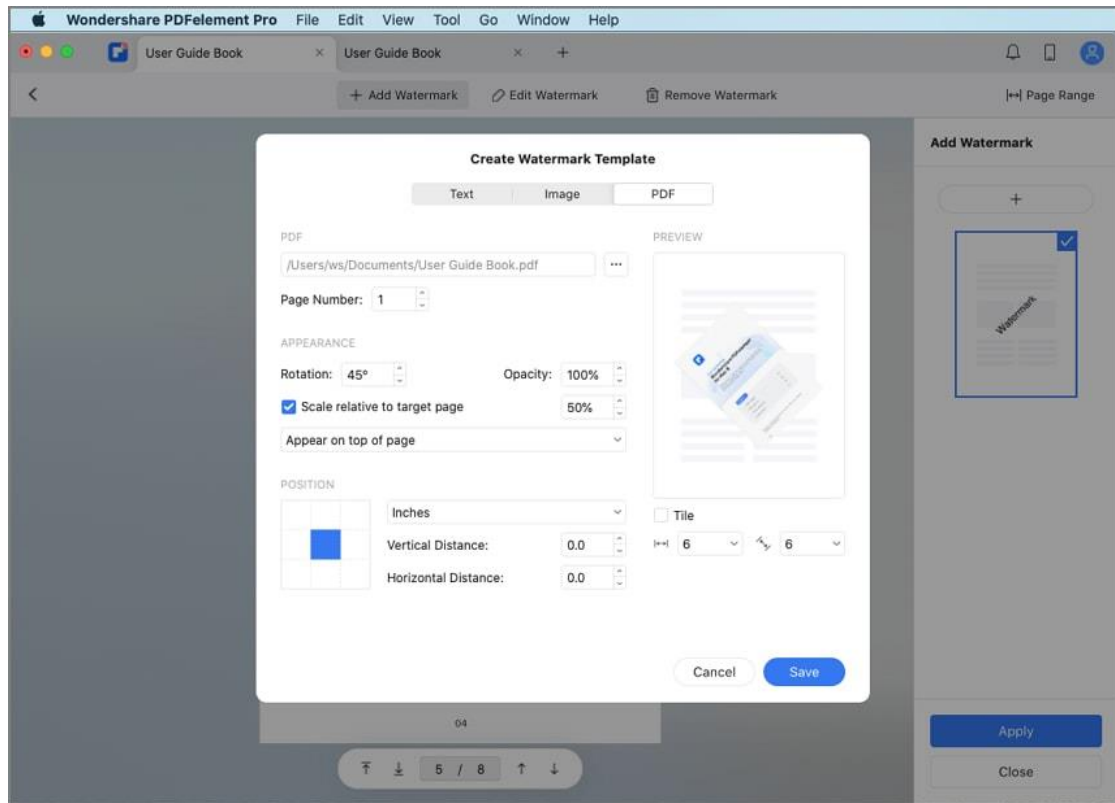 Wondershare PDFelement Pro File Edit View Tool Go Window Help
User Guide Book × User Guide Book × +
+ Add Watermark Edit Watermark Remove Watermark Page Range
Add Watermark
+
Watermark
Create Watermark Template
Text Image PDF
PDF
/Users/ws/Documents/User Guide Book.pdf ...
Page Number: 1
APPEARANCE
Rotation: 45° Opacity: 100%
Scale relative to target page 50%
Appear on top of page
POSITION
Inches
Vertical Distance: 0.0
Horizontal Distance: 0.0
PREVIEW
Tile
6 6
Cancel Save
04
5 / 8
Apply
Close